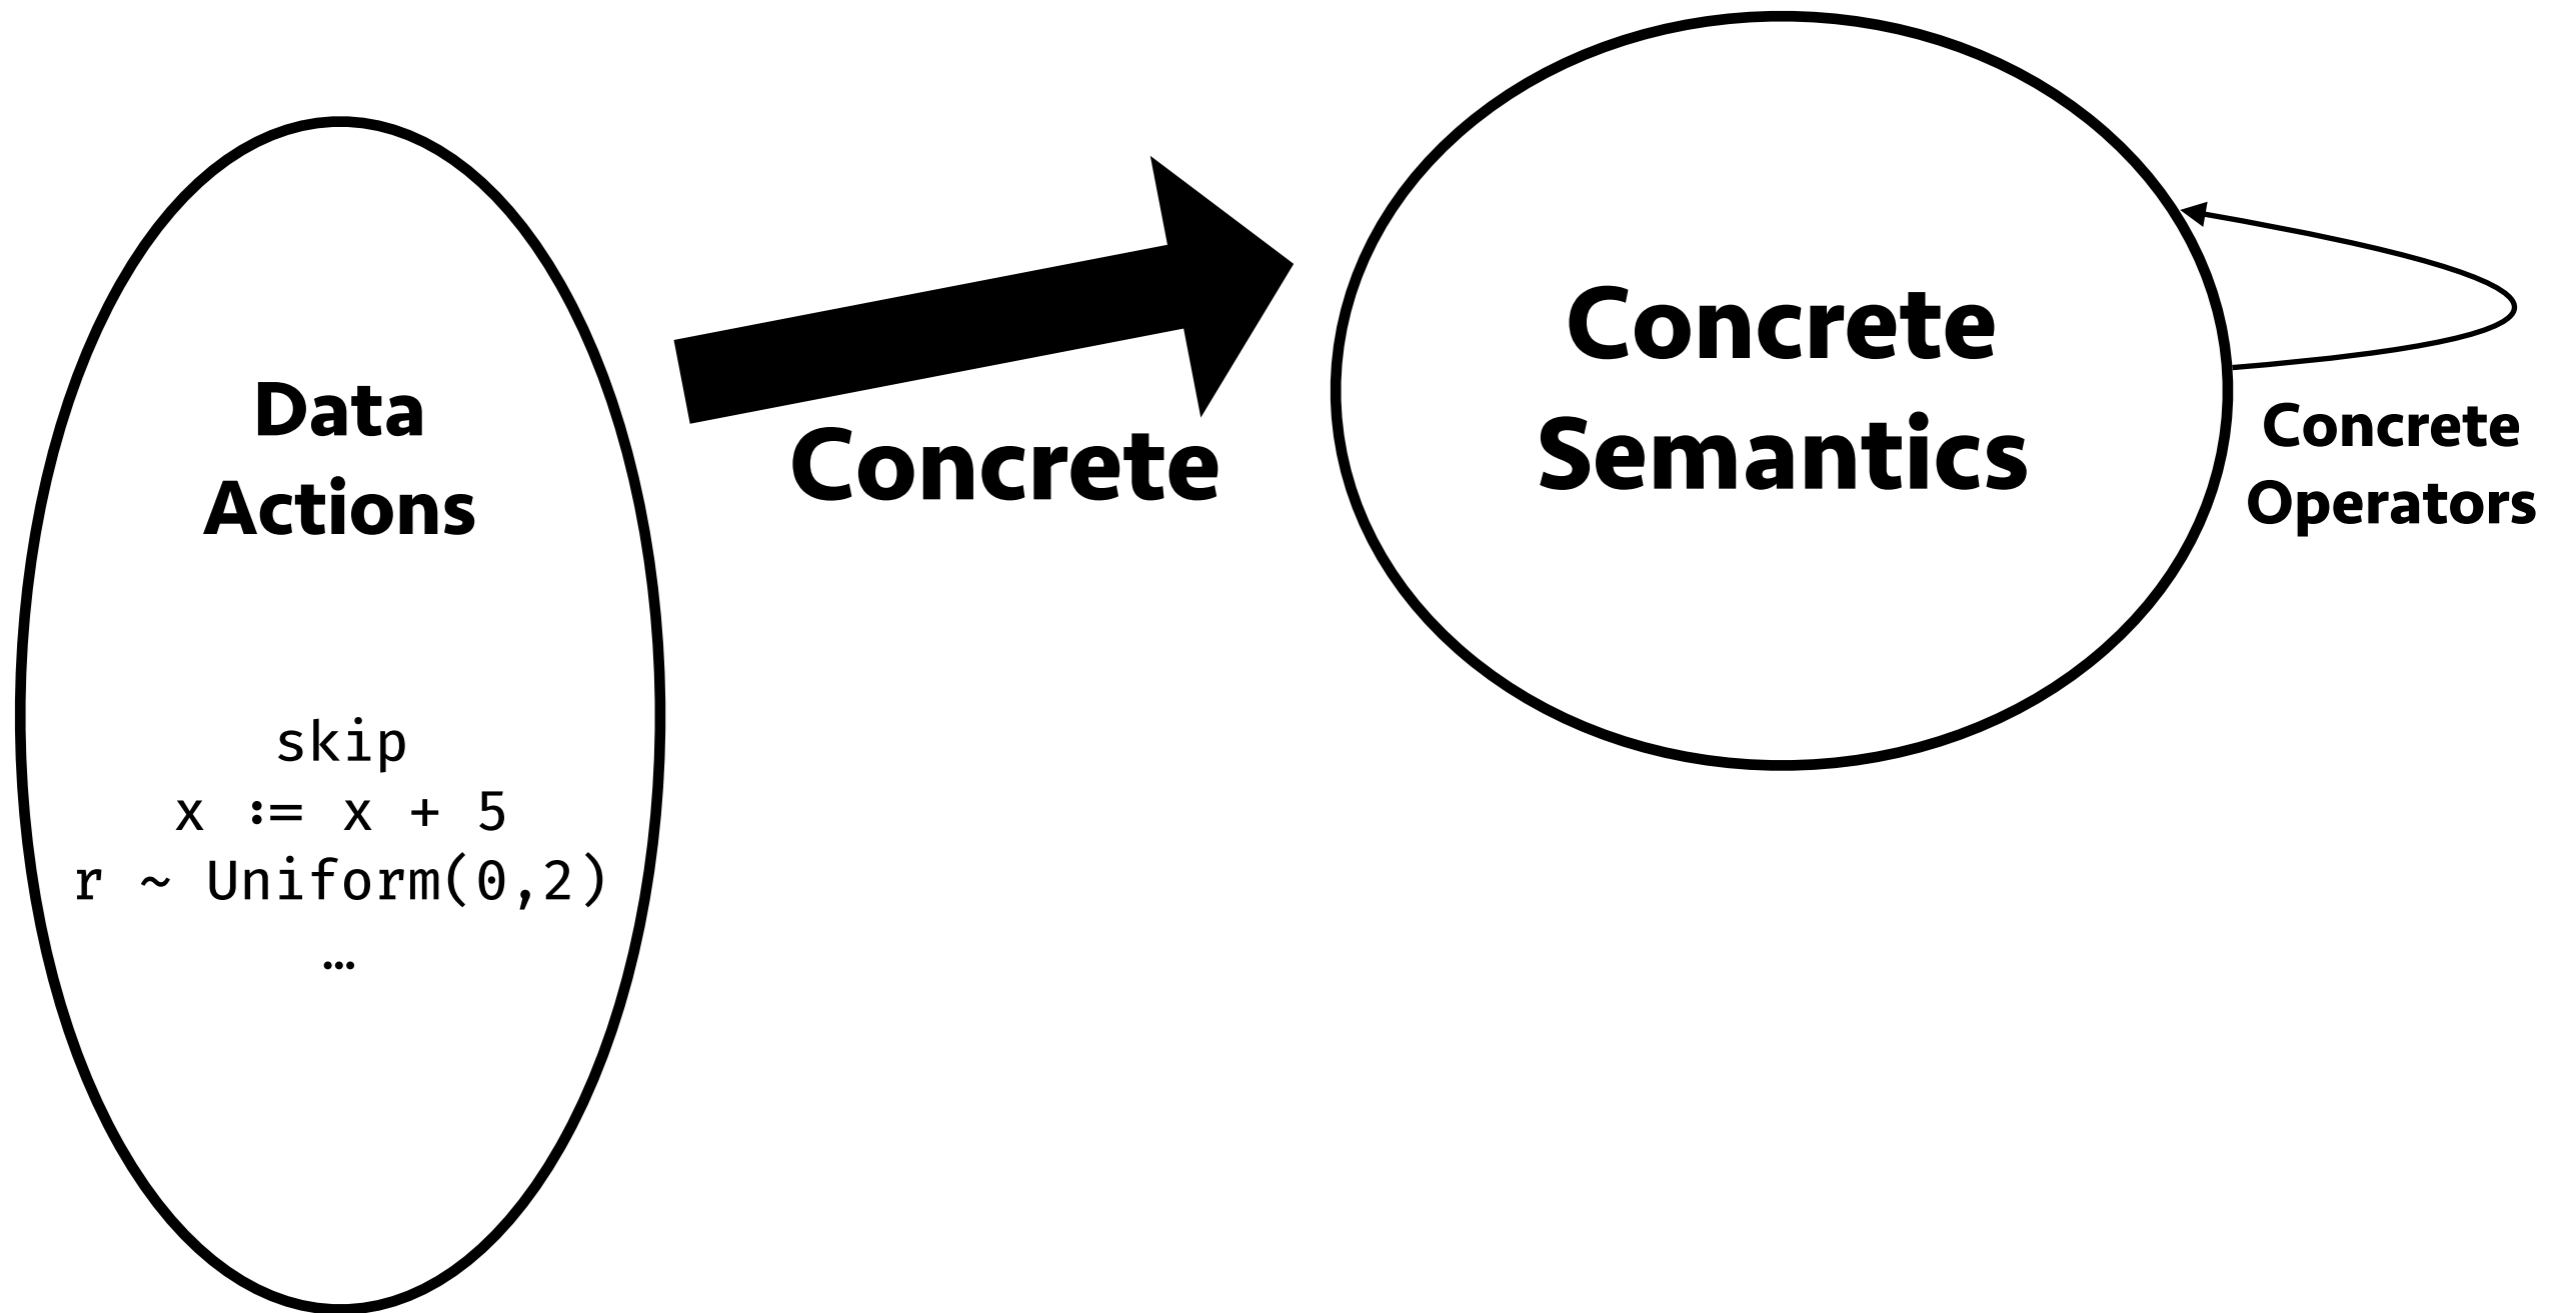 Data
Actions
skip
x := x + 5
r ~ Uniform(0,2)
…
Concrete
Concrete
Semantics
Concrete
Operators